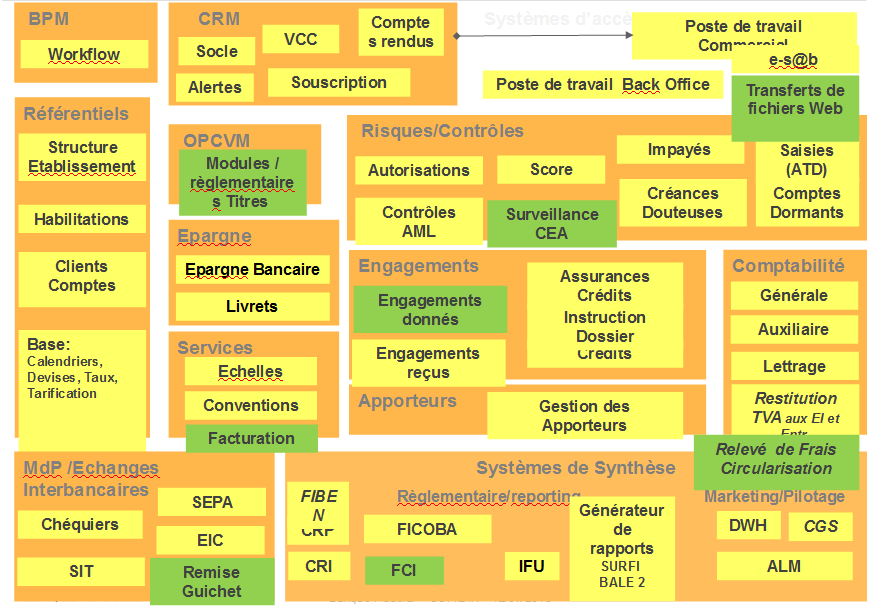 BPM
Workflow
CRM
Socle
VCC
Compte
s rendus
Alertes
Souscription
Systèmes d'accè
Poste de travail
Commercial
e-s@b
Poste de travail Back Office
Transferts de
fichiers Web
Référentiels
Structure
Etablissement
Habilitations
Clients
Comptes
Base:
Calendriers,
Devises, Taux,
Tarification
OPCVM
Modules /
règlementaire
s Titres
Risques/Contrôles
Autorisations
Score
Impayés
Saisies
(ATD)
Contrôles
AML
Surveillance
CEA
Créances
Douteuses
Comptes
Dormants
Epargne
Epargne Bancaire
Livrets
Engagements
Engagements
donnés
Engagements
reçus
Assurances
Crédits
Instruction
Dossier
Crédits
Comptabilité
Générale
Auxiliaire
Lettrage
Restitution
TVA aux EI et
Entr
Services
Echelles
Conventions
Facturation
Apporteurs
Gestion des
Apporteurs
Relevé de Frais
Circularisation
MdP /Echanges
Interbancaires
Chéquiers
SEPA
EIC
SIT
Remise
Guichet
Systèmes de Synthèse
Règlementaire/reporting
Marketing/Pilotage
FIBE
N
CRP
FICOBA
CRI
FCI
IFU
Générateur
de
rapports
SURFI
BALE 2
DWH
CGS
ALM